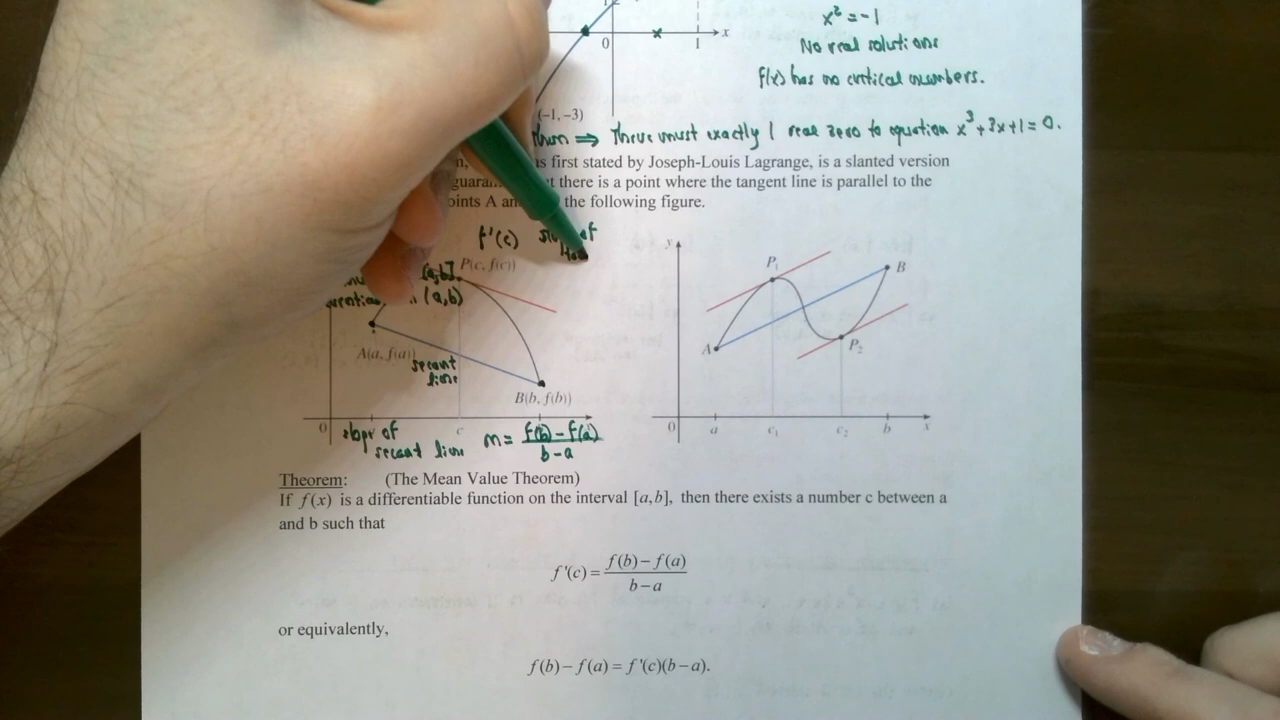 x² = -1
No real solutions
0 1 x
f(x) has no critical numbers.
(-1, -3)
⇒ There must exactly 1 real zero to equation x³+3x+1=0.
s first stated by Joseph-Louis Lagrange, is a slanted version
t there is a point where the tangent line is parallel to the
the following figure.
f'(c) of
P(c, f(c))
[a,b]
(a,b)
A(a, f(a))
secant
line
B(b, f(b))
0 c
slope of
secant line m = f(b)-f(a)
b-a
y
P₁
B
A
P₂
0 a c₁ c₂ b x
Theorem: (The Mean Value Theorem)
If f(x) is a differentiable function on the interval [a,b], then there exists a number c between a
and b such that
f'(c) = f(b)-f(a)
b-a
or equivalently,
f(b)-f(a) = f'(c)(b-a).